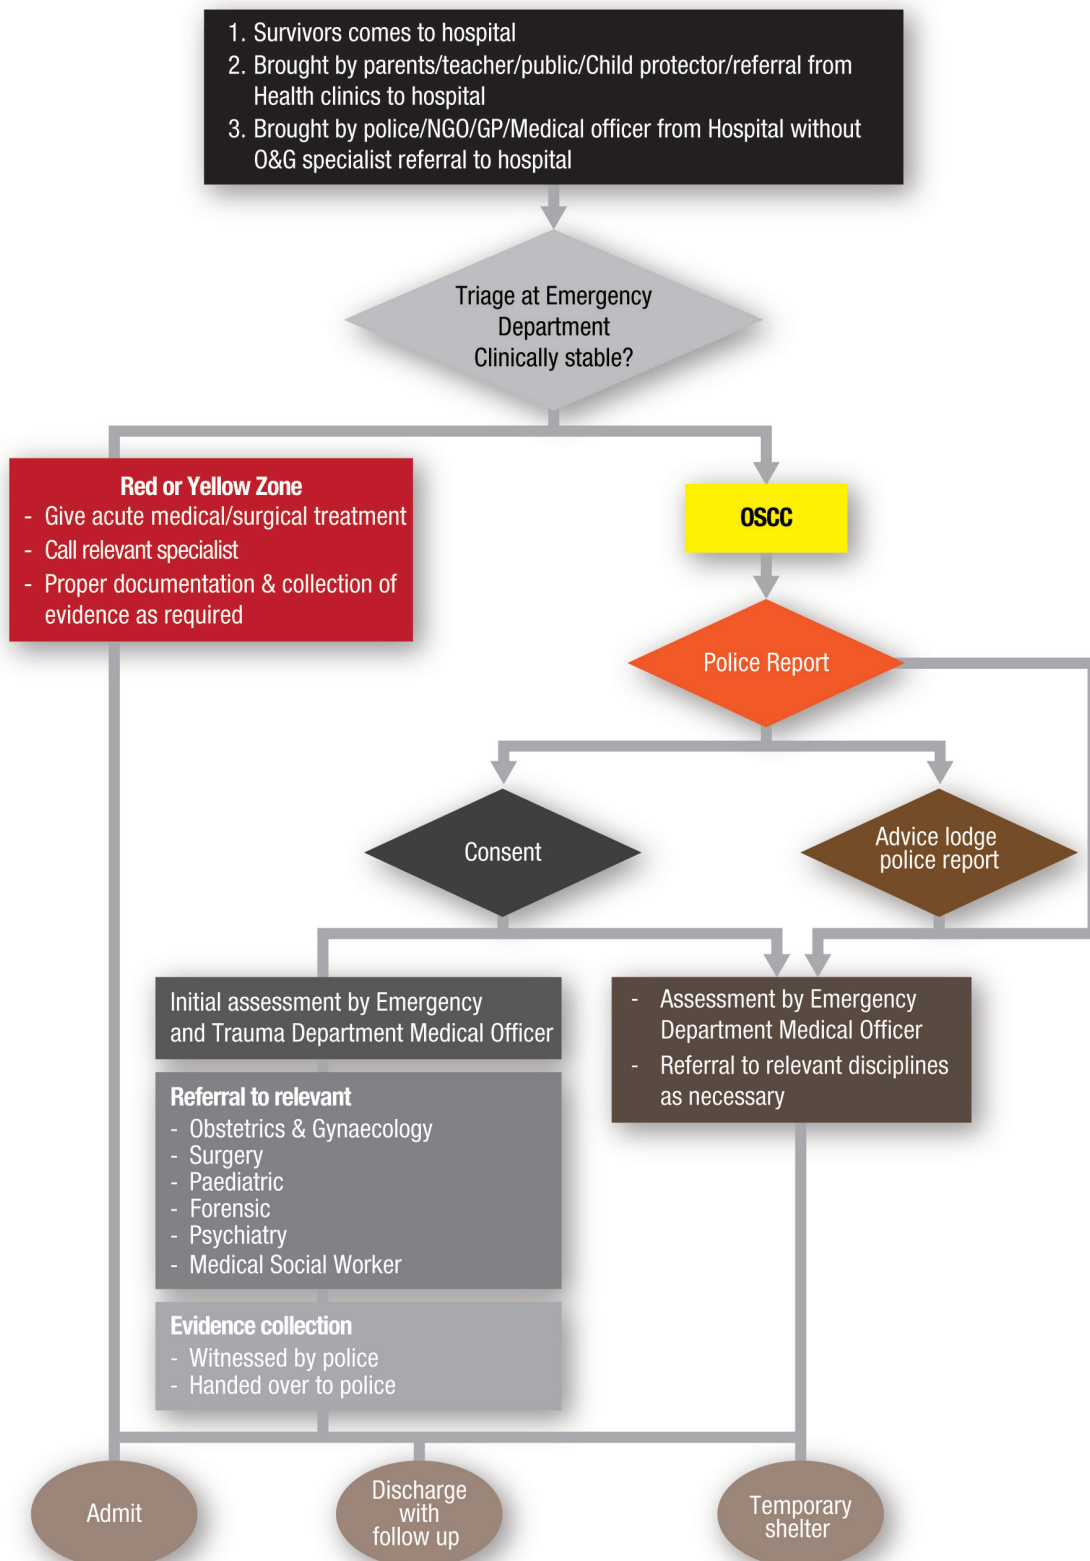 1. Survivors comes to hospital
2. Brought by parents/teacher/public/Child protector/referral from
Health clinics to hospital
3. Brought by police/NGO/GP/Medical officer from Hospital without
O&G specialist referral to hospital
Triage at Emergency
Department
Clinically stable?
Red or Yellow Zone
- Give acute medical/surgical treatment
- Call relevant specialist
- Proper documentation & collection of
evidence as required
OSCC
Police Report
Consent
Advice lodge
police report
Initial assessment by Emergency
and Trauma Department Medical Officer
- Assessment by Emergency
Department Medical Officer
- Referral to relevant disciplines
as necessary
Referral to relevant
- Obstetrics & Gynaecology
- Surgery
- Paediatric
- Forensic
- Psychiatry
- Medical Social Worker
Evidence collection
- Witnessed by police
- Handed over to police
Admit
Discharge
with
follow up
Temporary
shelter